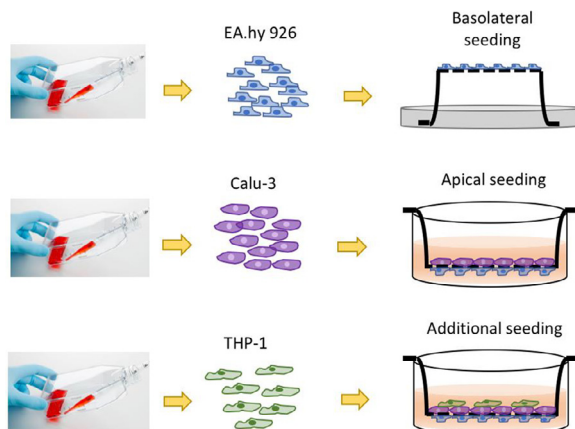 EA.hy 926
Basolateral
seeding
Calu-3
Apical seeding
THP-1
Additional seeding